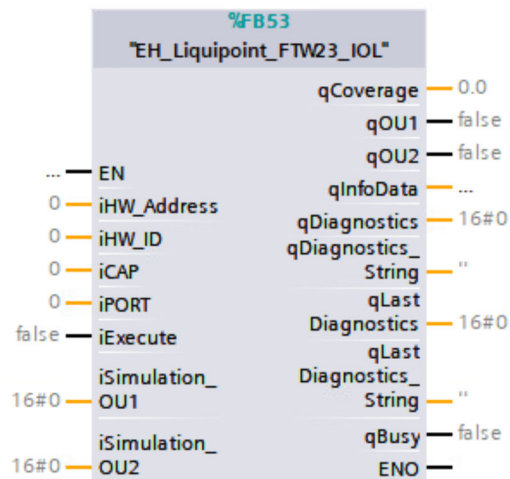 %FB53
"EH_Liquipoint_FTW23_IOL"
qCoverage 0.0
qOU1 false
qOU2 false
... EN
qInfoData ...
0 iHW_Address
qDiagnostics 16#0
0 iHW_ID
qDiagnostics_
String ''
0 iCAP
qLast
Diagnostics 16#0
0 iPORT
false iExecute
qLast
Diagnostics_
String ''
iSimulation_
16#0 OU1
qBusy false
iSimulation_
16#0 OU2
ENO